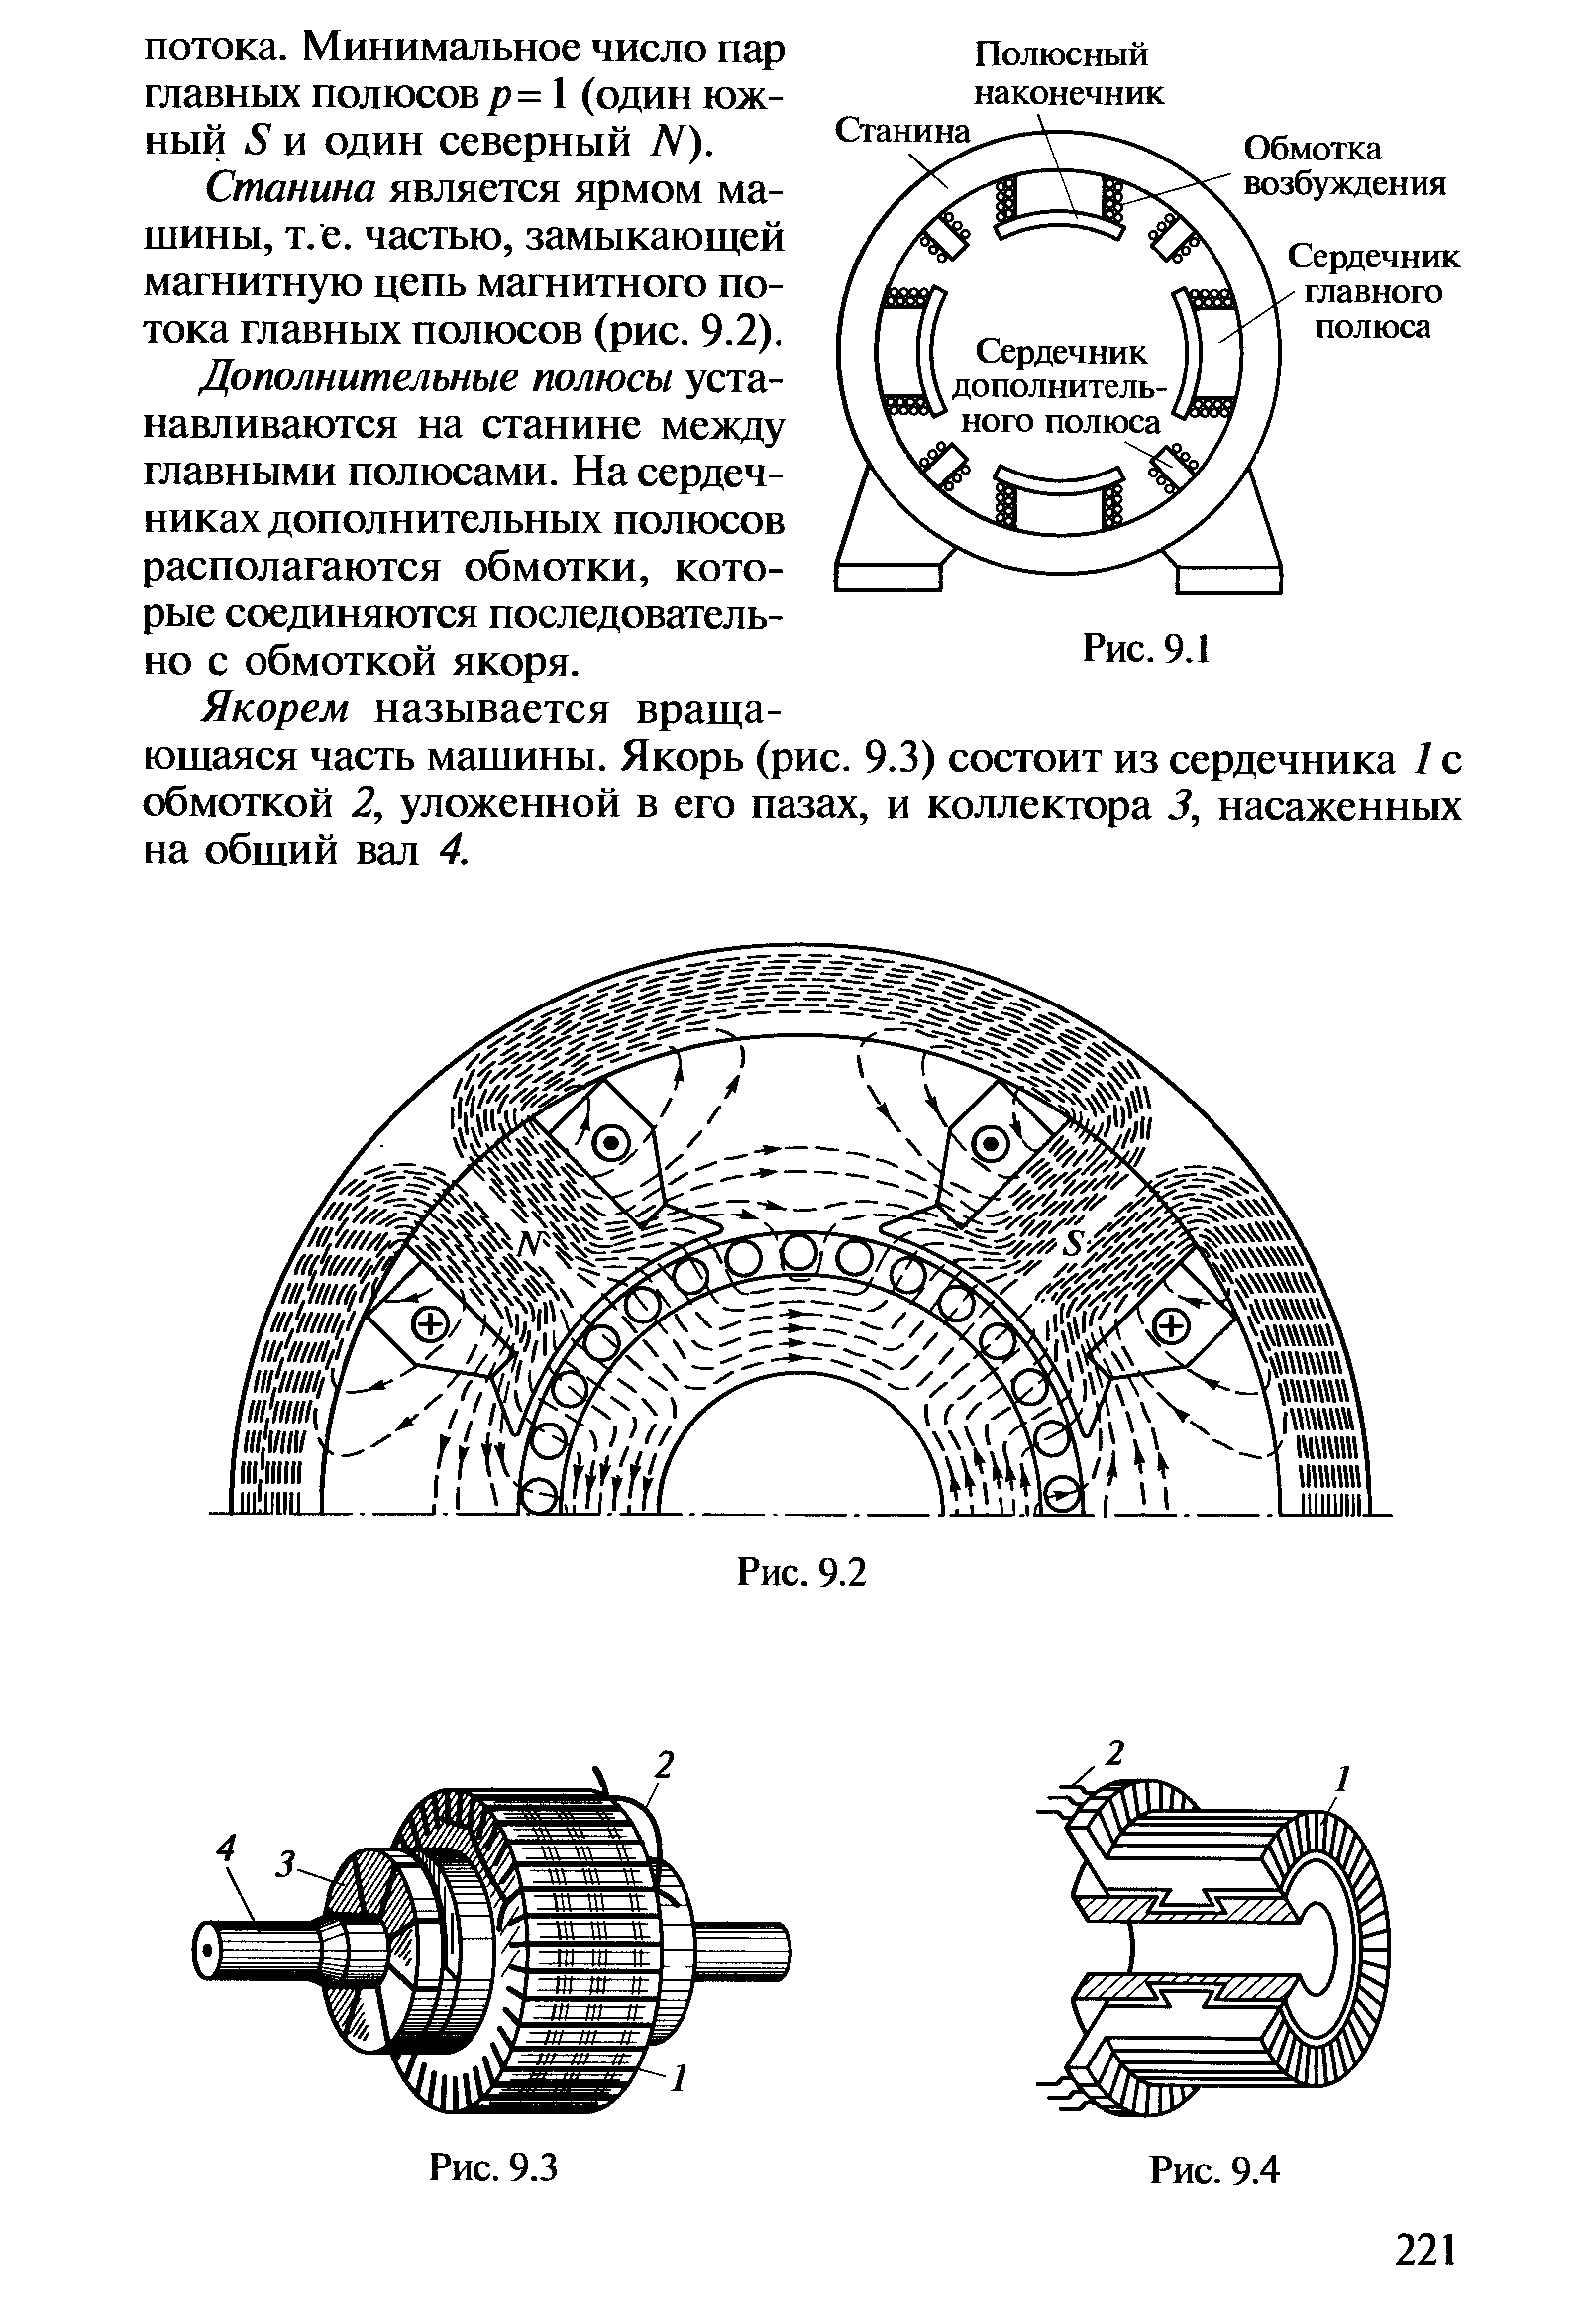 потока. Минимальное число пар
главных полюсов p = 1 (один юж-
ный S и один северный N).
Станина является ярмом ма-
шины, т.е. частью, замыкающей
магнитную цепь магнитного по-
тока главных полюсов (рис. 9.2).
Дополнительные полюсы уста-
навливаются на станине между
главными полюсами. На сердеч-
никах дополнительных полюсов
располагаются обмотки, кото-
рые соединяются последователь-
но с обмоткой якоря.
Якорем называется враща-
ющаяся часть машины. Якорь (рис. 9.3) состоит из сердечника 1 с
обмоткой 2, уложенной в его пазах, и коллектора 3, насаженных
на общий вал 4.
Полюсный
наконечник
Станина
Обмотка
возбуждения
Сердечник
главного
полюса
Сердечник
дополнитель-
ного полюса
Рис. 9.1
N
S
Рис. 9.2
2
4
3
1
Рис. 9.3
2
1
Рис. 9.4
221